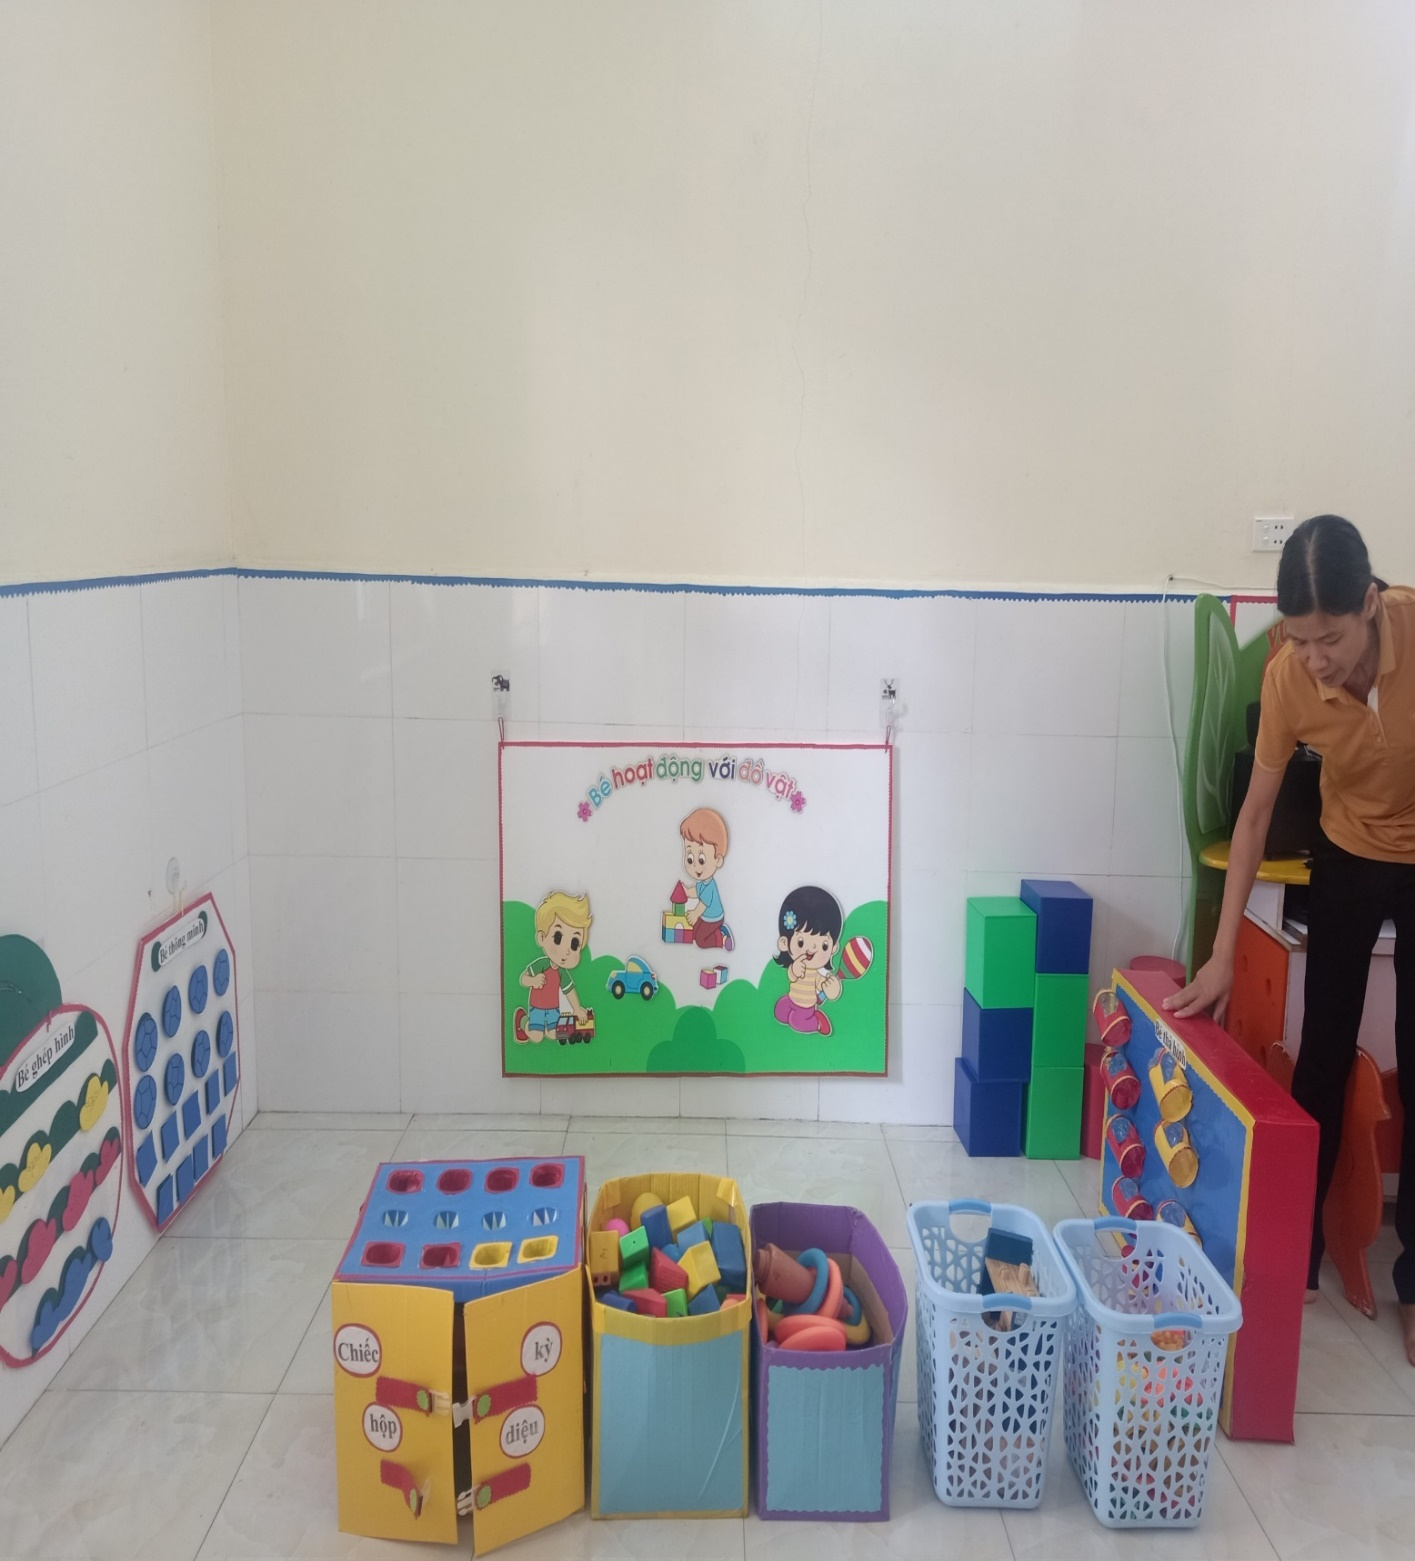 Bé hoạt động với đồ vật
Bé thông minh
Bé ghép hình
Bé thả hình
Chiếc
kỳ
hộp
diệu